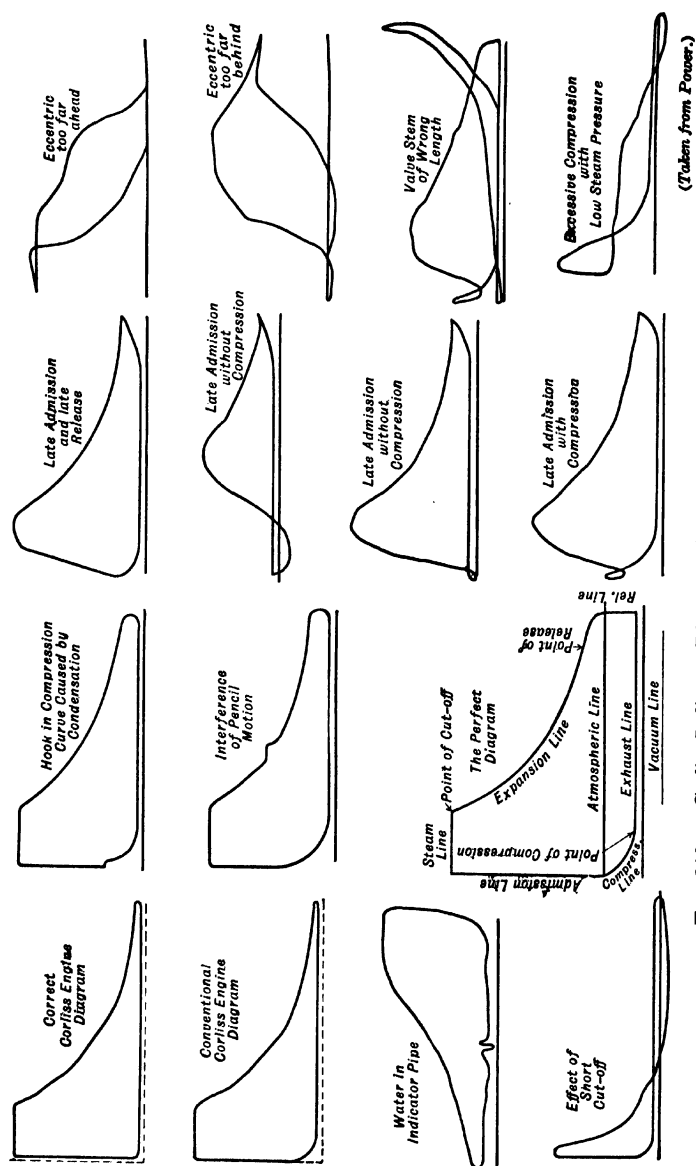 Correct
Corliss Engine
Diagram
Hook in Compression
Curve Caused by
Condensation
Late Admission
and late
Release
Eccentric
too far
ahead
Conventional
Corliss Engine
Diagram
Interference
of Pencil
Motion
Late Admission
without
Compression
Eccentric
too far
behind
Water In
Indicator Pipe
Steam
Line
Point of Cut-off
The Perfect
Diagram
Expansion Line
Point of
Release
Admission Line
Point of Compression
Compress.
Line
Atmospheric Line
Exhaust Line
Rel. Line
Vacuum Line
Late Admission
without
Compression
Valve Stem
of Wrong
Length
Effect of
Short
Cut-off
Late Admission
with
Compression
Excessive Compression
with
Low Steam Pressure
(Taken from Power.)